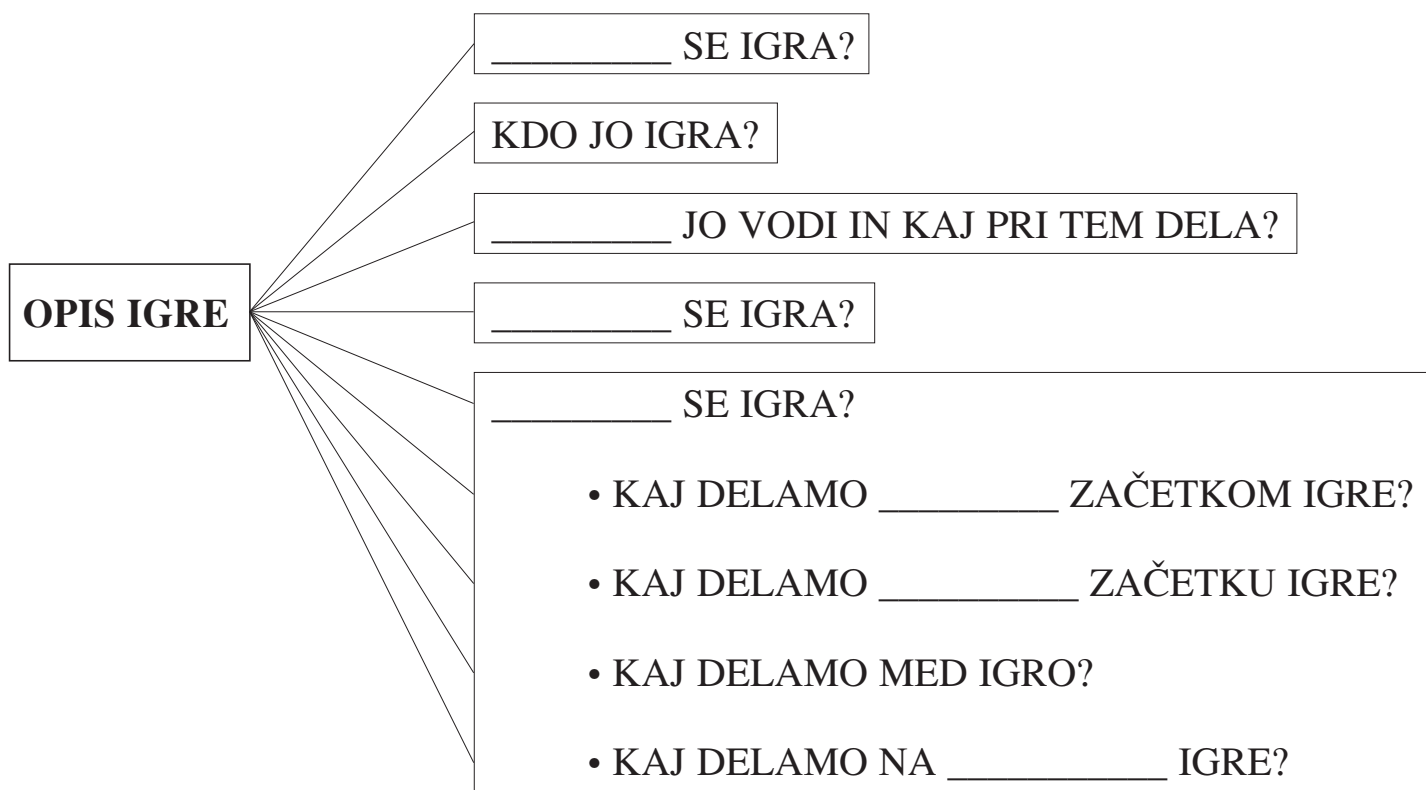 _________ SE IGRA?
KDO JO IGRA?
_________ JO VODI IN KAJ PRI TEM DELA?
OPIS IGRE
_________ SE IGRA?
_________ SE IGRA?
• KAJ DELAMO _________ ZAČETKOM IGRE?
• KAJ DELAMO __________ ZAČETKU IGRE?
• KAJ DELAMO MED IGRO?
• KAJ DELAMO NA ___________ IGRE?